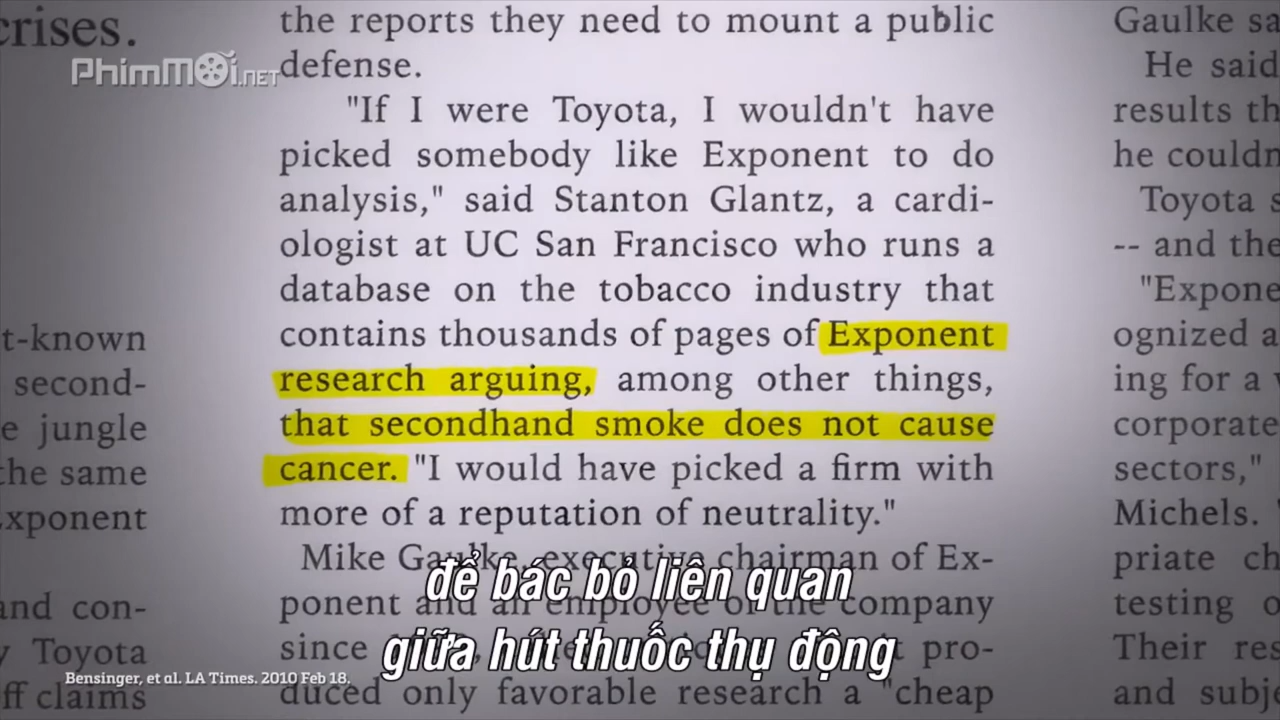 crises.
PhimMỡi.NET
t-known
second-
e jungle
the same
Exponent
and con-
Toyota
ff claims
the reports they need to mount a public
defense.
"If I were Toyota, I wouldn't have
picked somebody like Exponent to do
analysis," said Stanton Glantz, a cardi-
ologist at UC San Francisco who runs a
database on the tobacco industry that
contains thousands of pages of Exponent
research arguing, among other things,
that secondhand smoke does not cause
cancer. "I would have picked a firm with
more of a reputation of neutrality."
Mike Gaulke, executive chairman of Ex-
ponent and an employee of the company
since pro-
duced only favorable research a "cheap
Gaulke sa
He said
results th
he couldn
Toyota s
-- and the
"Expone
ognized a
ing for a
corporate
sectors,"
Michels.
priate ch
testing o
Their res
and subj
để bác bỏ liên quan
giữa hút thuốc thụ động
Bensinger, et al. LA Times. 2010 Feb 18.